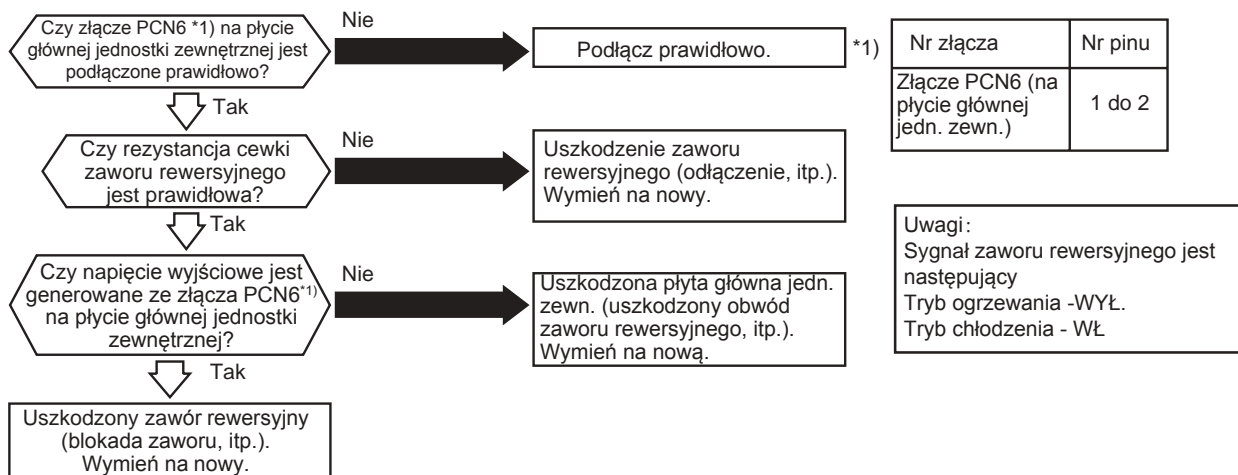 Czy złącze PCN6 *1) na płycie
głównej jednostki zewnętrznej jest
podłączone prawidłowo?
Nie
Podłącz prawidłowo.
*1)
Nr złącza
Nr pinu
Złącze PCN6 (na
płycie głównej
jedn. zewn.)
1 do 2
Tak
Czy rezystancja cewki
zaworu rewersyjnego
jest prawidłowa?
Nie
Uszkodzenie zaworu
rewersyjnego (odłączenie, itp.).
Wymień na nowy.
Tak
Czy napięcie wyjściowe jest
generowane ze złącza PCN6*1)
na płycie głównej jednostki
zewnętrznej?
Nie
Uszkodzona płyta główna jedn.
zewn. (uszkodzony obwód
zaworu rewersyjnego, itp.).
Wymień na nową.
Uwagi:
Sygnał zaworu rewersyjnego jest
następujący
Tryb ogrzewania -WYŁ.
Tryb chłodzenia - WŁ
Tak
Uszkodzony zawór rewersyjny
(blokada zaworu, itp.).
Wymień na nowy.